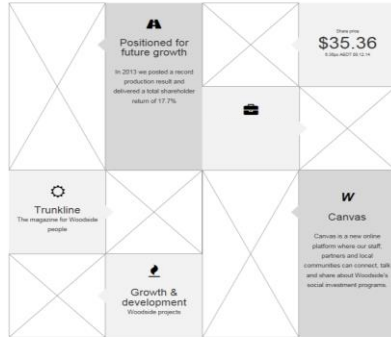 Positioned for
future growth
In 2013 we posted a record
production result and
delivered a total shareholder
return of 17.7%.
Share price
$35.36
Trunkline
The magazine for Woodside
people
Growth &
development
Woodside projects
W
Canvas
Canvas is a new online
platform where our staff,
partners and local
communities can connect, talk
and share about Woodside's
social investment programs.